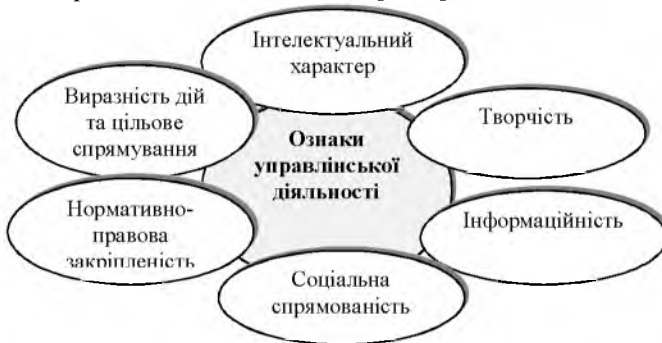 Інтелектуальний
характер
Виразність дій
та цільове
спрямування
Творчість
Ознаки
управлінської
діяльності
Нормативно-
правова
закріпленість
Інформаційність
Соціальна
спрямованість